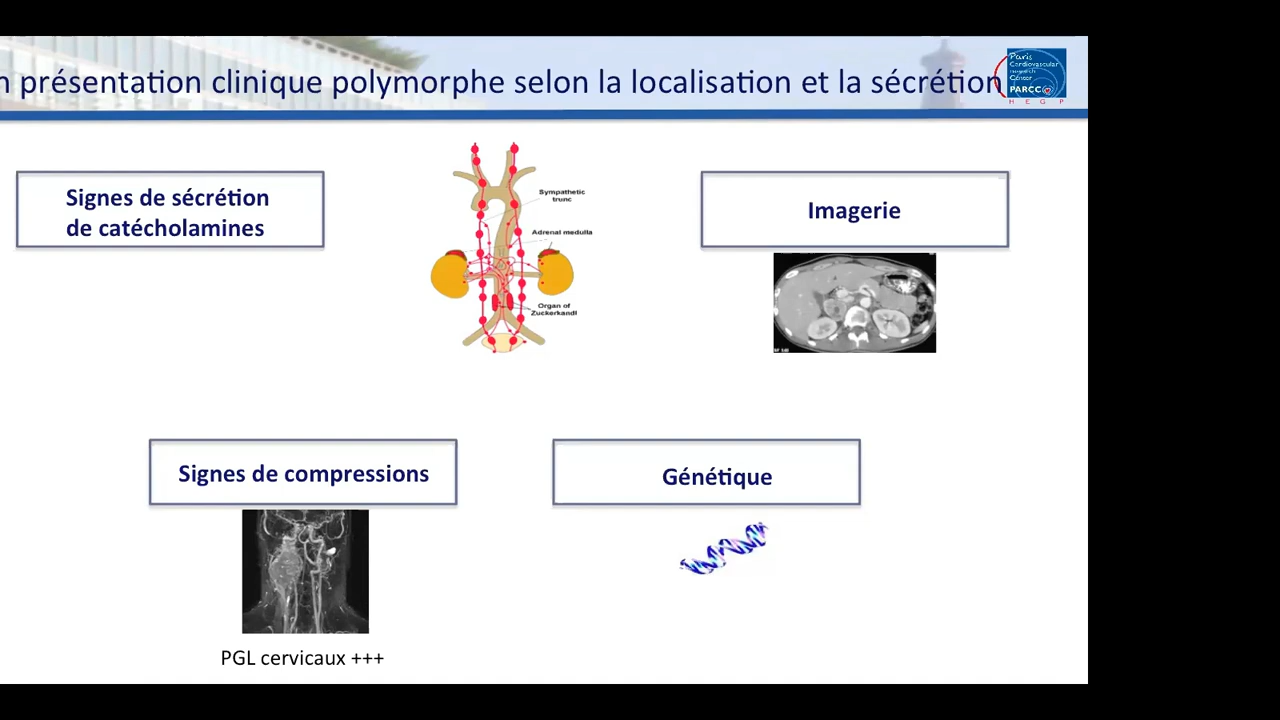 n présentation clinique polymorphe selon la localisation et la sécrétion
Paris
Cardiovascular
Research
Center
PARCC
H E G P
Signes de sécrétion
de catécholamines
Sympathetic
trunc
Adrenal medulla
Organ of
Zuckerkandl
Imagerie
Signes de compressions
Génétique
PGL cervicaux +++